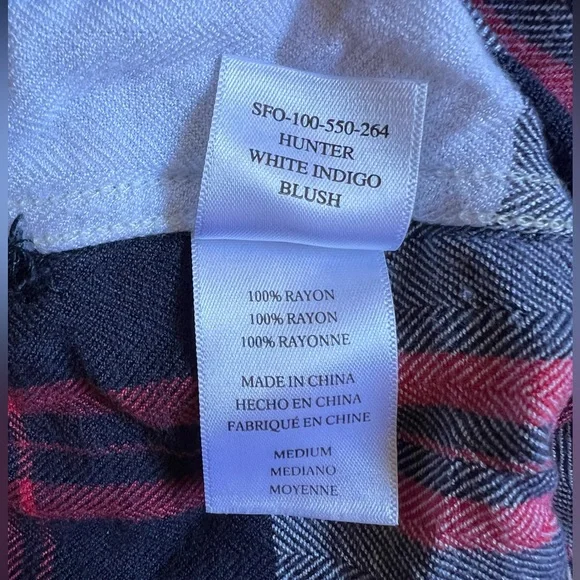 SFO-100-550-264
HUNTER
WHITE INDIGO
BLUSH
100% RAYON
100% RAYON
100% RAYONNE
MADE IN CHINA
HECHO EN CHINA
FABRIQUÉ EN CHINE
MEDIUM
MEDIANO
MOYENNE